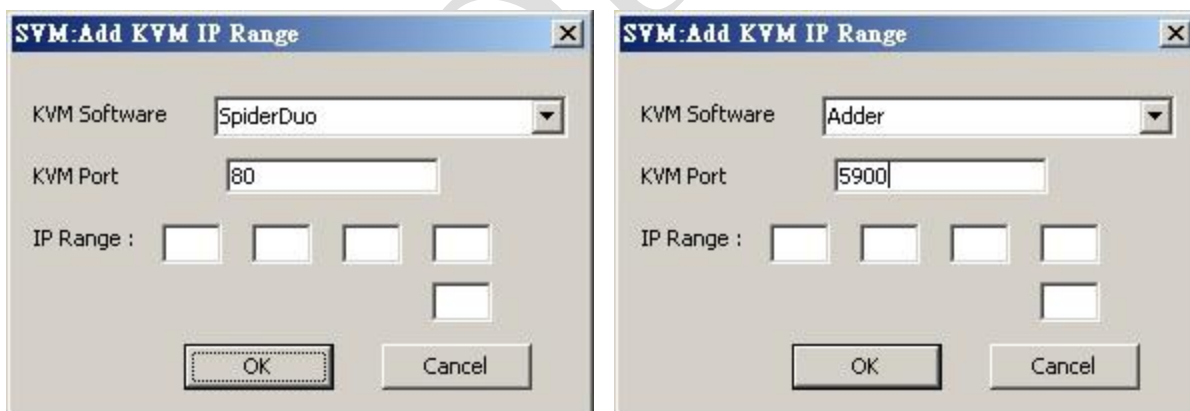 SVM:Add KVM IP Range
KVM Software
SpiderDuo
KVM Port
80
IP Range :
OK
Cancel
SVM:Add KVM IP Range
KVM Software
Adder
KVM Port
5900
IP Range :
OK
Cancel